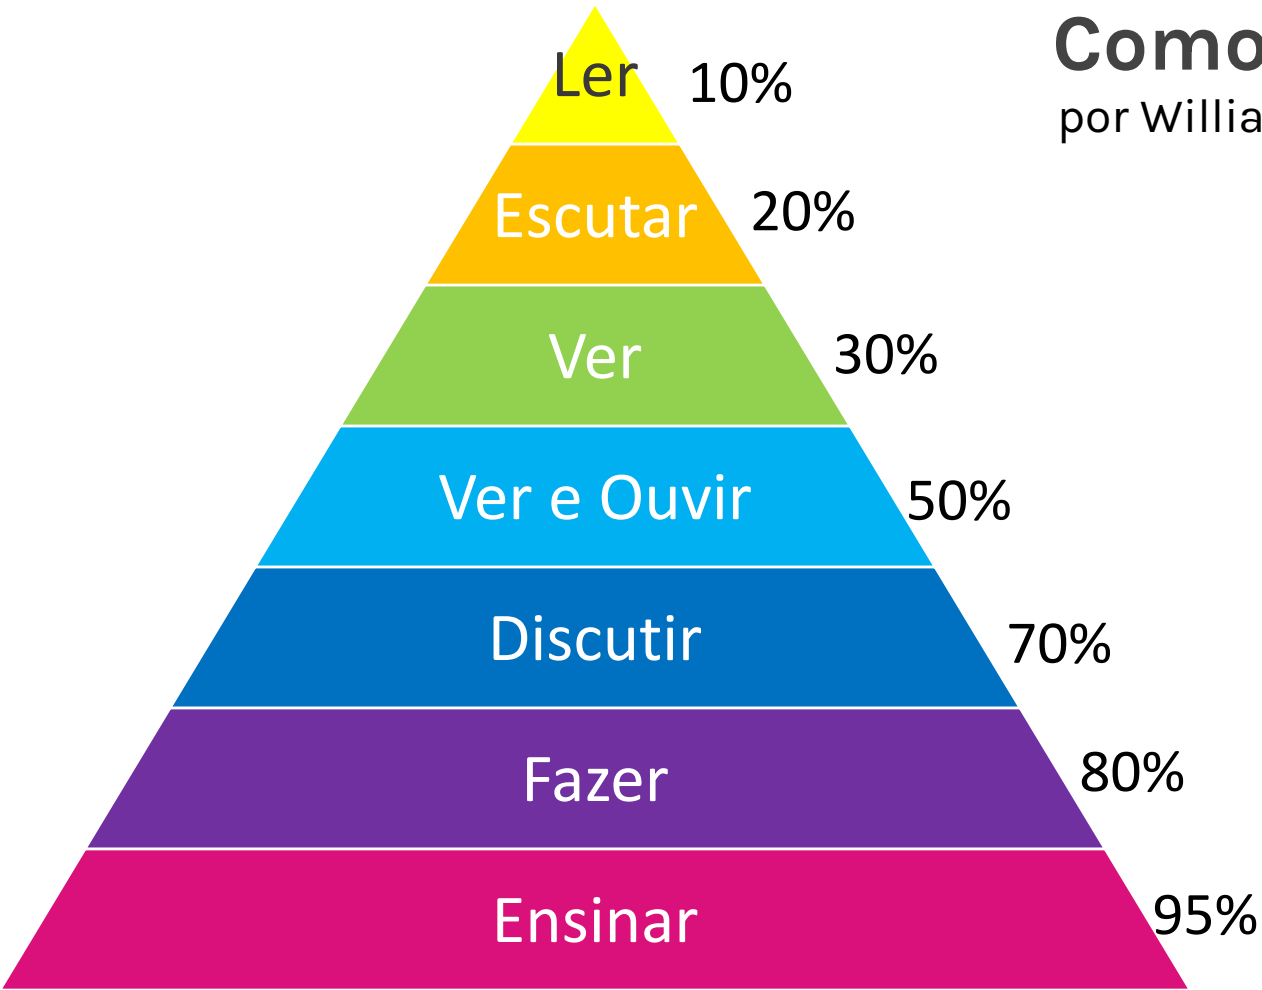 Como
por Willia
Ler 10%
Escutar 20%
Ver 30%
Ver e Ouvir 50%
Discutir 70%
Fazer 80%
Ensinar 95%